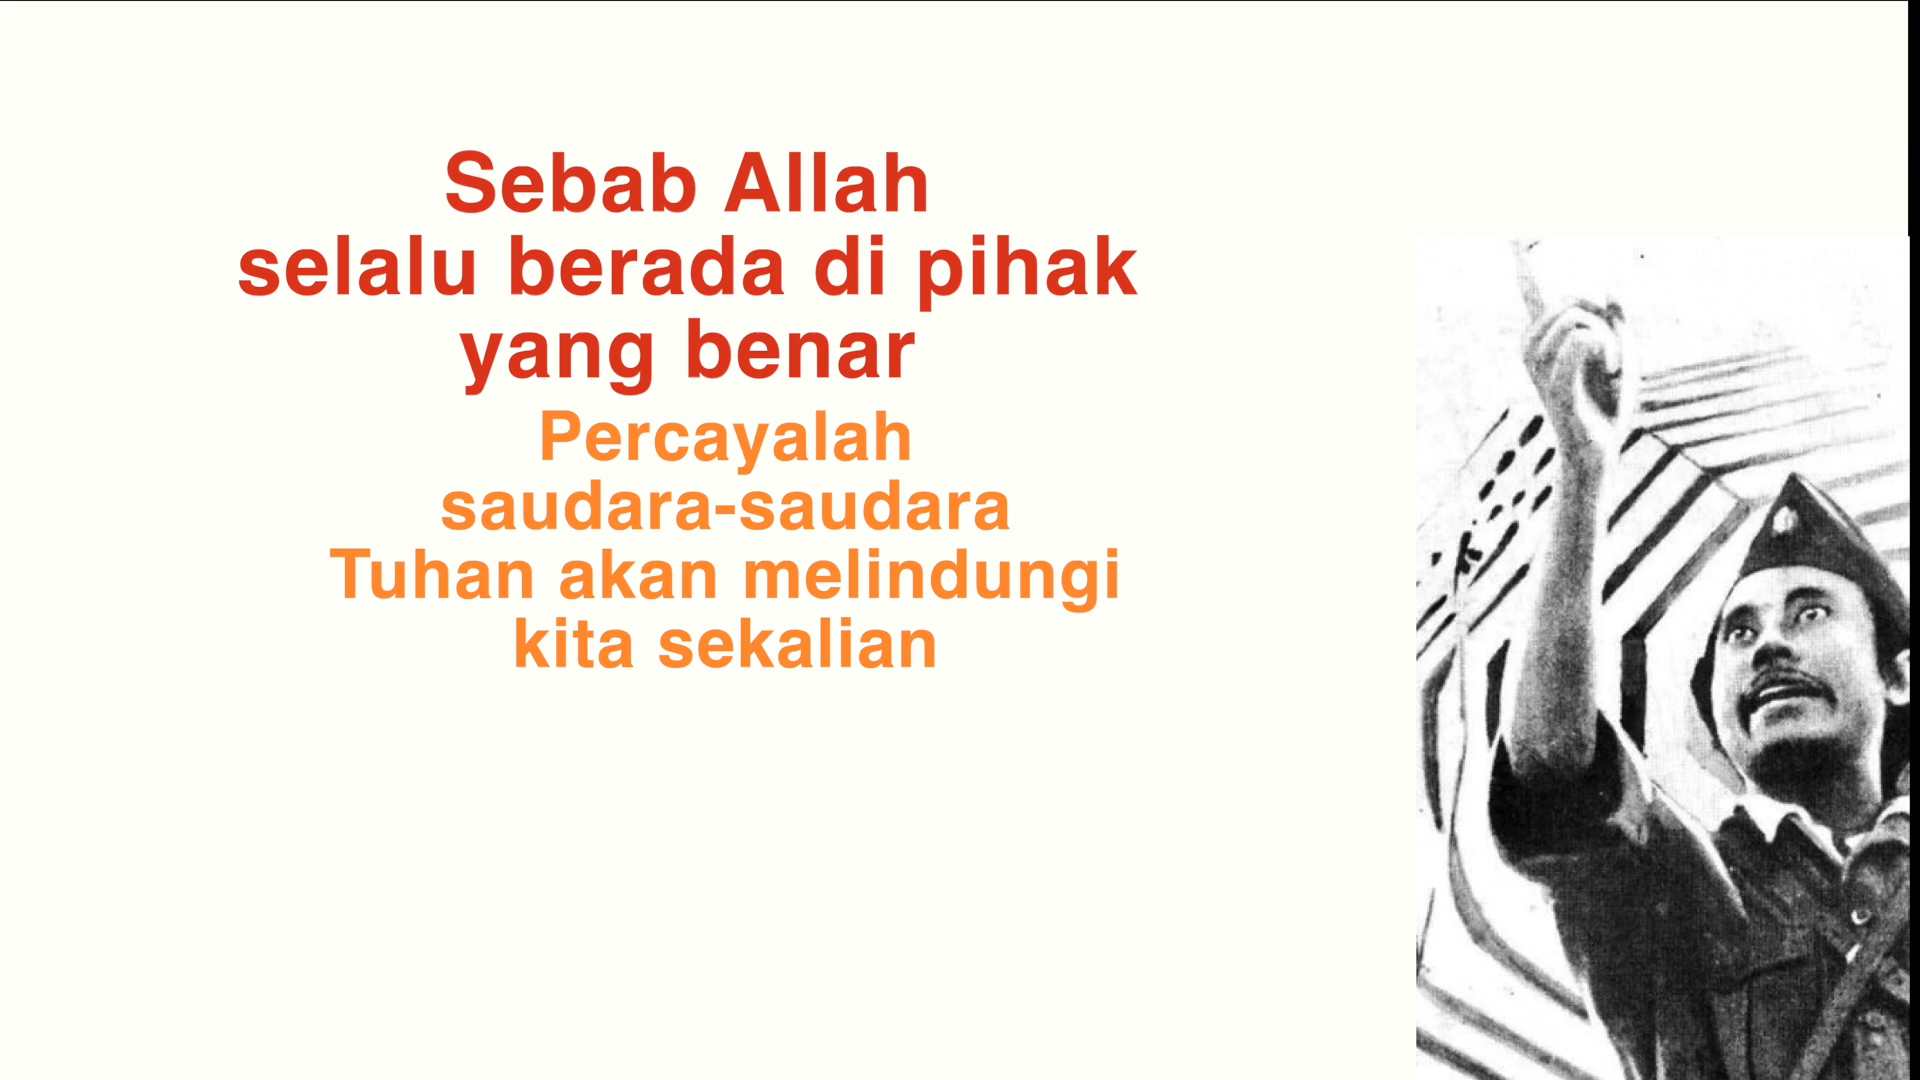 Sebab Allah
selalu berada di pihak
yang benar
Percayalah
saudara-saudara
Tuhan akan melindungi
kita sekalian